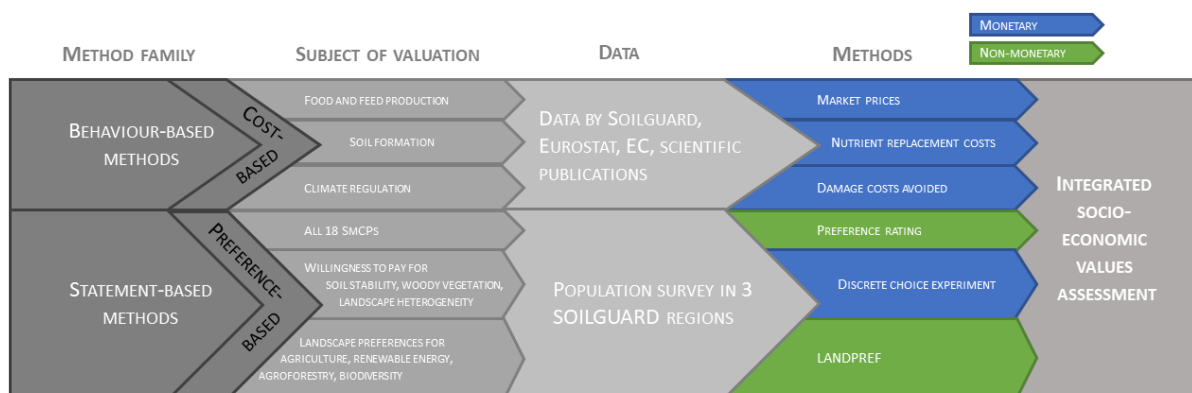 MONETARY
NON-MONETARY
METHOD FAMILY
SUBJECT OF VALUATION
DATA
METHODS
BEHAVIOUR-BASED
METHODS
COST-
BASED
FOOD AND FEED PRODUCTION
SOIL FORMATION
CLIMATE REGULATION
DATA BY SOILGUARD,
EUROSTAT, EC, SCIENTIFIC
PUBLICATIONS
MARKET PRICES
NUTRIENT REPLACEMENT COSTS
DAMAGE COSTS AVOIDED
STATEMENT-BASED
METHODS
PREFERENCE-
BASED
ALL 18 SMCPS
WILLINGNESS TO PAY FOR
SOIL STABILITY, WOODY VEGETATION,
LANDSCAPE HETEROGENEITY
LANDSCAPE PREFERENCES FOR
AGRICULTURE, RENEWABLE ENERGY,
AGROFORESTRY, BIODIVERSITY
POPULATION SURVEY IN 3
SOILGUARD REGIONS
PREFERENCE RATING
DISCRETE CHOICE EXPERIMENT
LANDPREF
INTEGRATED
SOCIO-
ECONOMIC
VALUES
ASSESSMENT